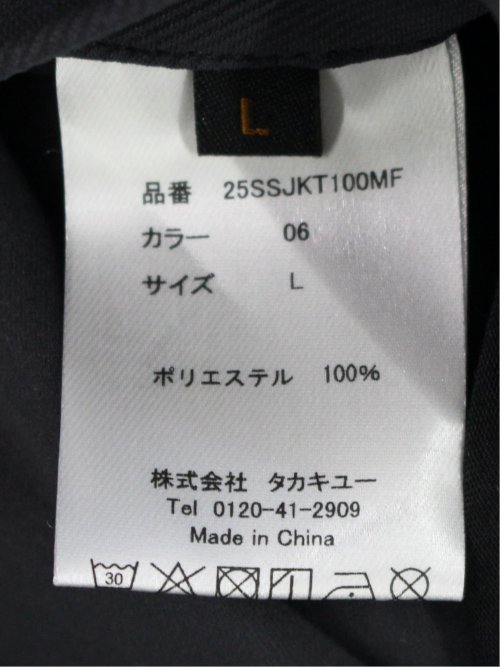 L
品番 25SSJKT100MF
カラー 06
サイズ L
ポリエステル 100%
株式会社 タカキユー
Tel 0120-41-2909
Made in China
30